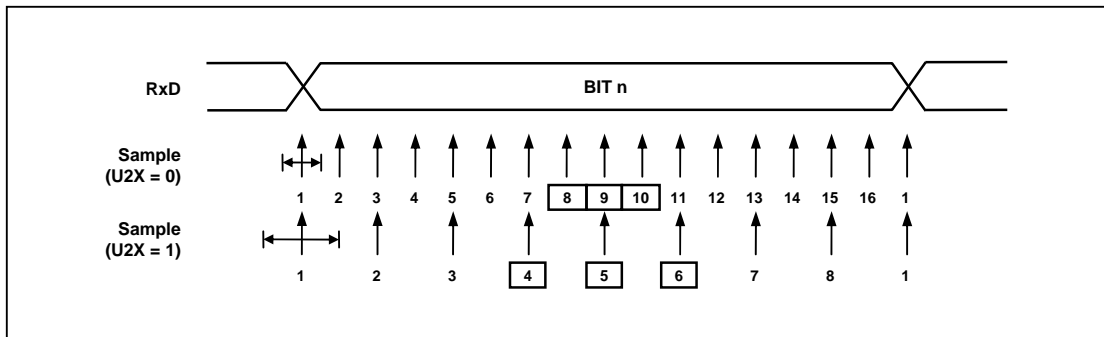 RxD
BIT n
Sample
(U2X = 0)
1 2 3 4 5 6 7 8 9 10 11 12 13 14 15 16 1
Sample
(U2X = 1)
1 2 3 4 5 6 7 8 1